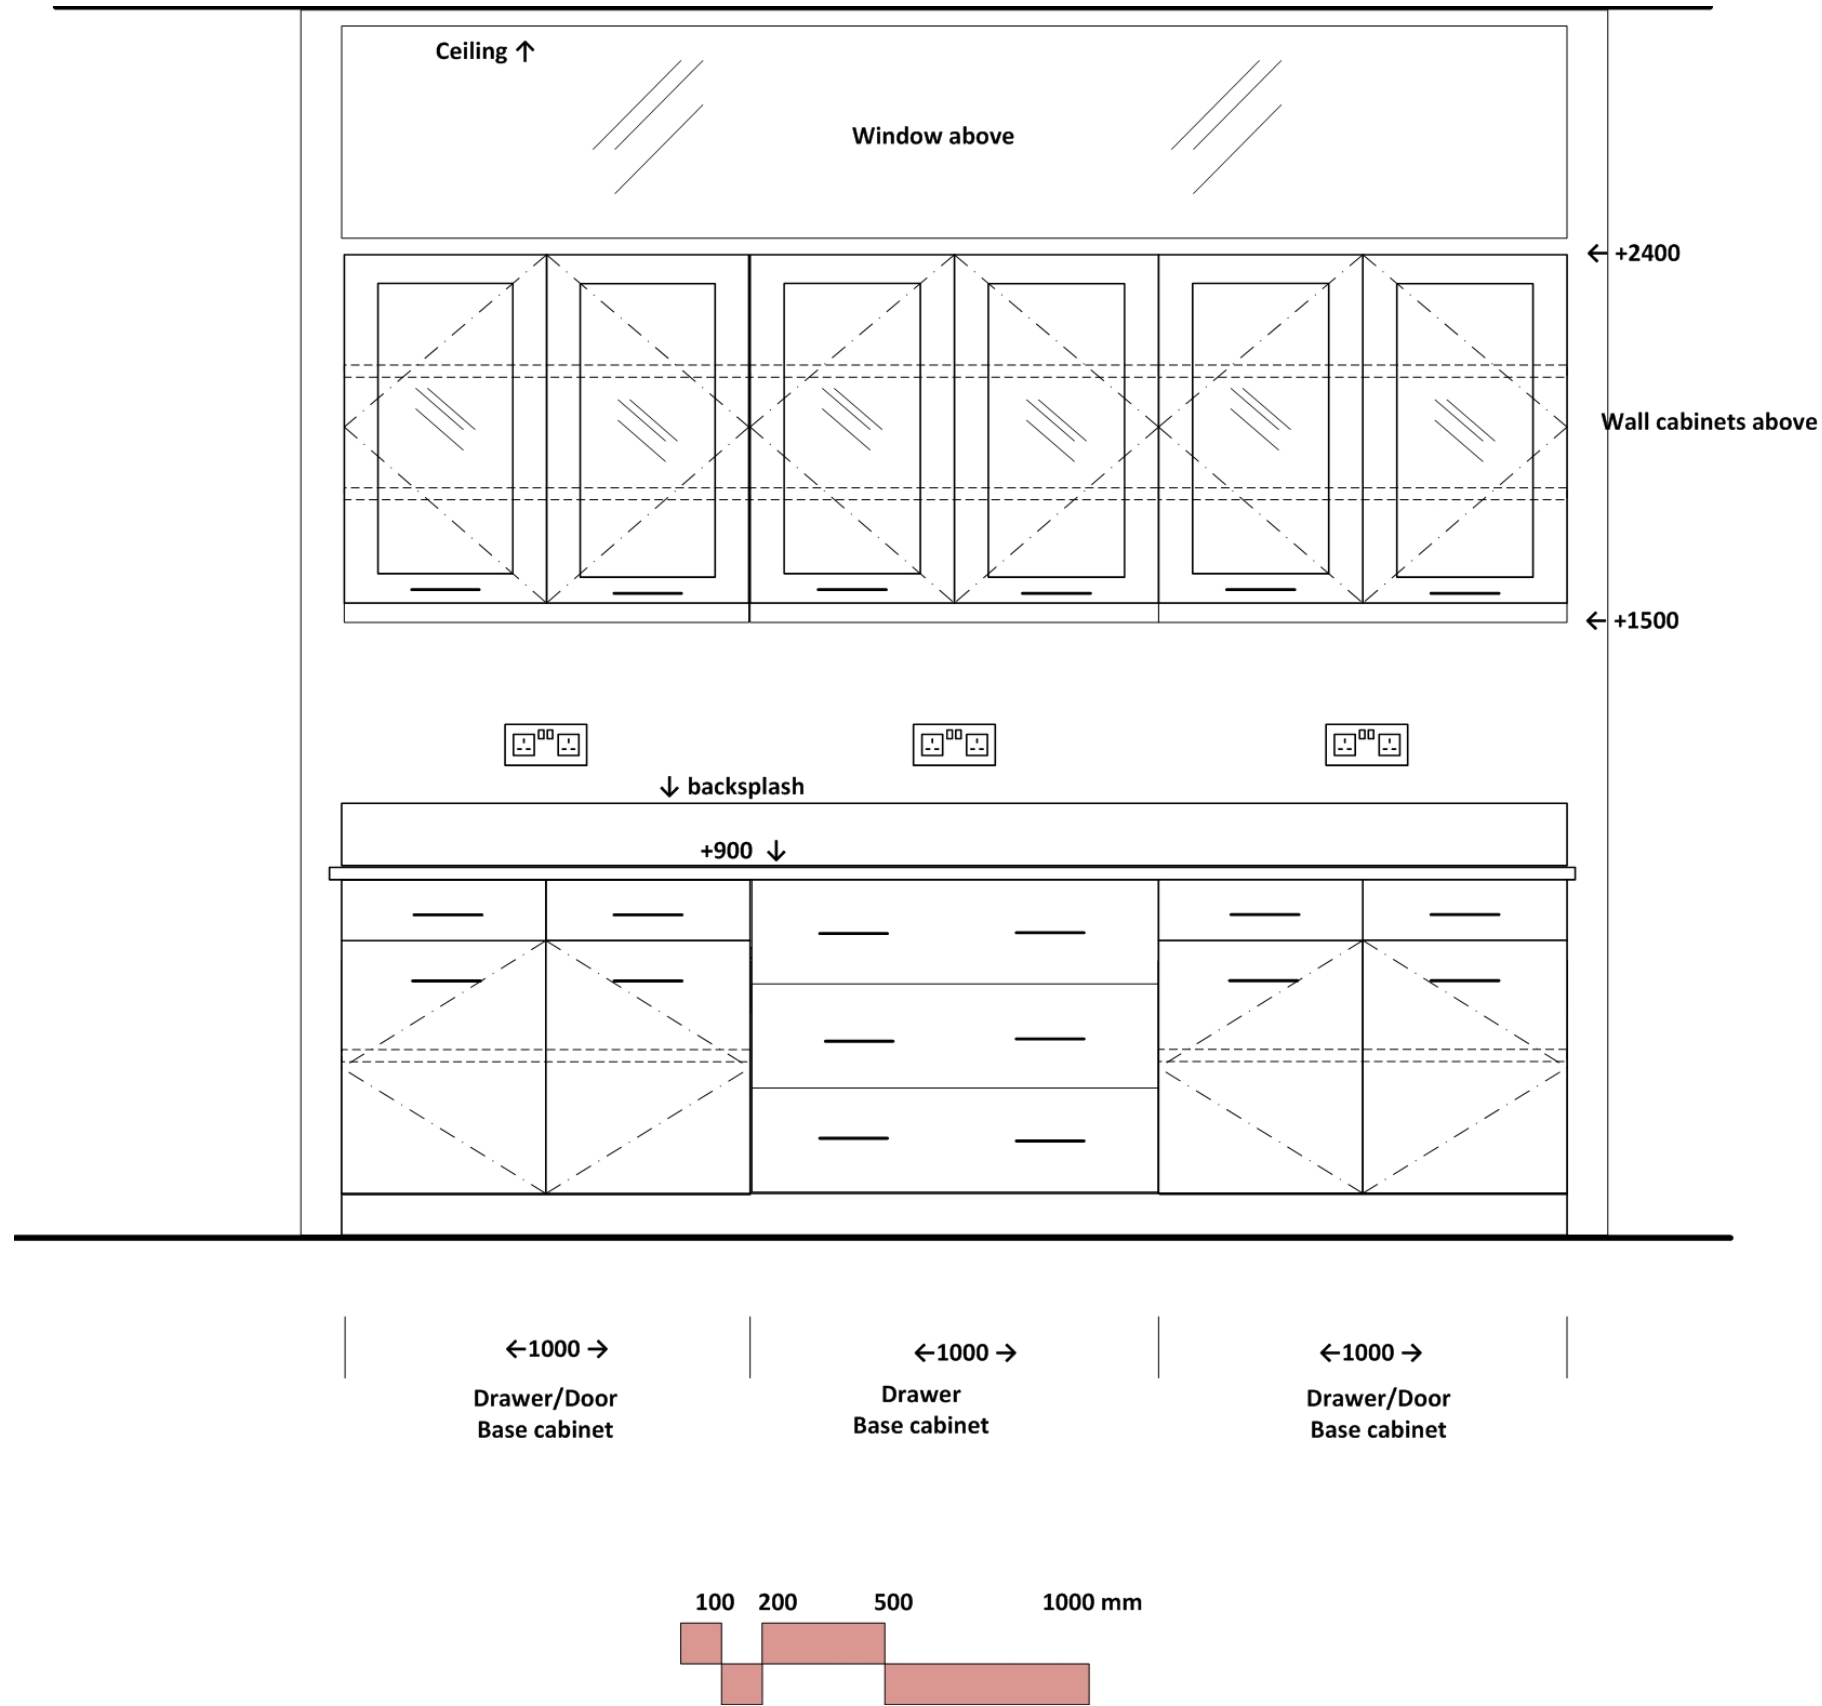 Ceiling ↑
Window above
← +2400
Wall cabinets above
← +1500
↓ backsplash
+900 ↓
←1000 →
←1000 →
←1000 →
Drawer/Door
Base cabinet
Drawer
Base cabinet
Drawer/Door
Base cabinet
100 200 500 1000 mm